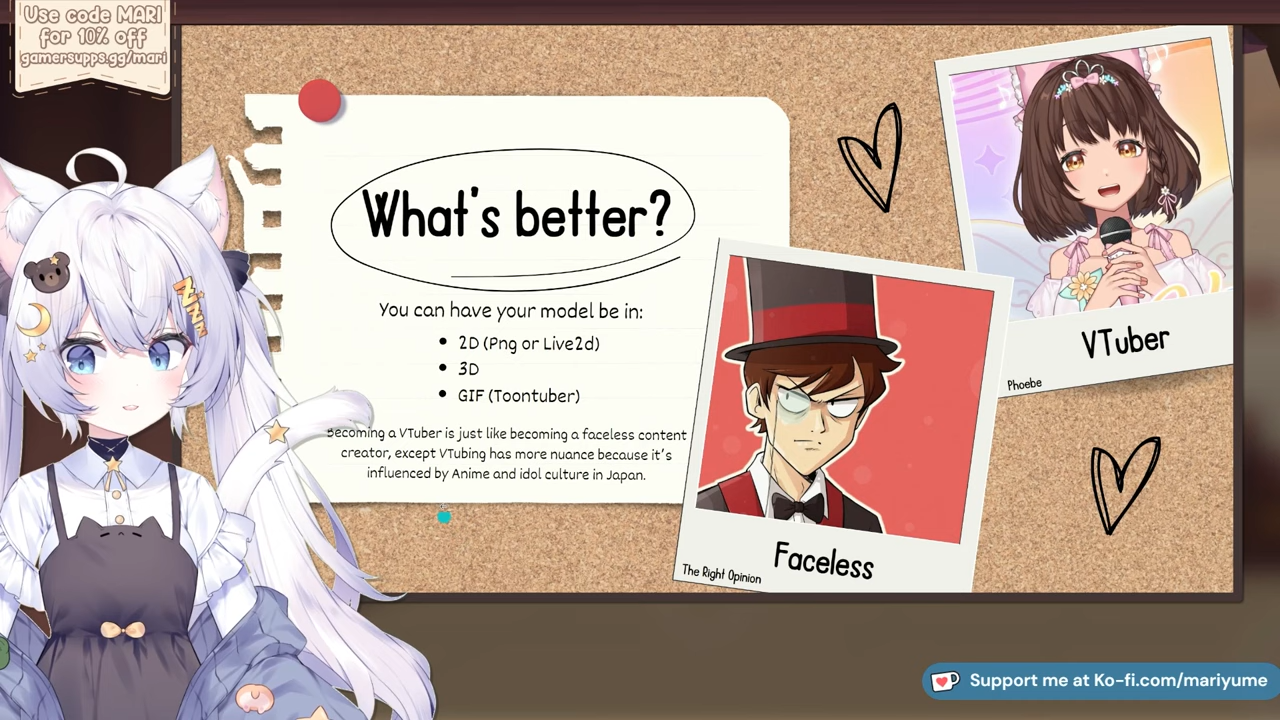 Use code MARI
for 10% off
gamersupps.gg/mari
What's better?
You can have your model be in:
• 2D (Png or Live2d)
• 3D
• GIF (Toontuber)
Becoming a VTuber is just like becoming a faceless content
creator, except VTubing has more nuance because it's
influenced by Anime and idol culture in Japan.
VTuber
Phoebe
Faceless
The Right Opinion
Zzzz
Support me at Ko-fi.com/mariyume